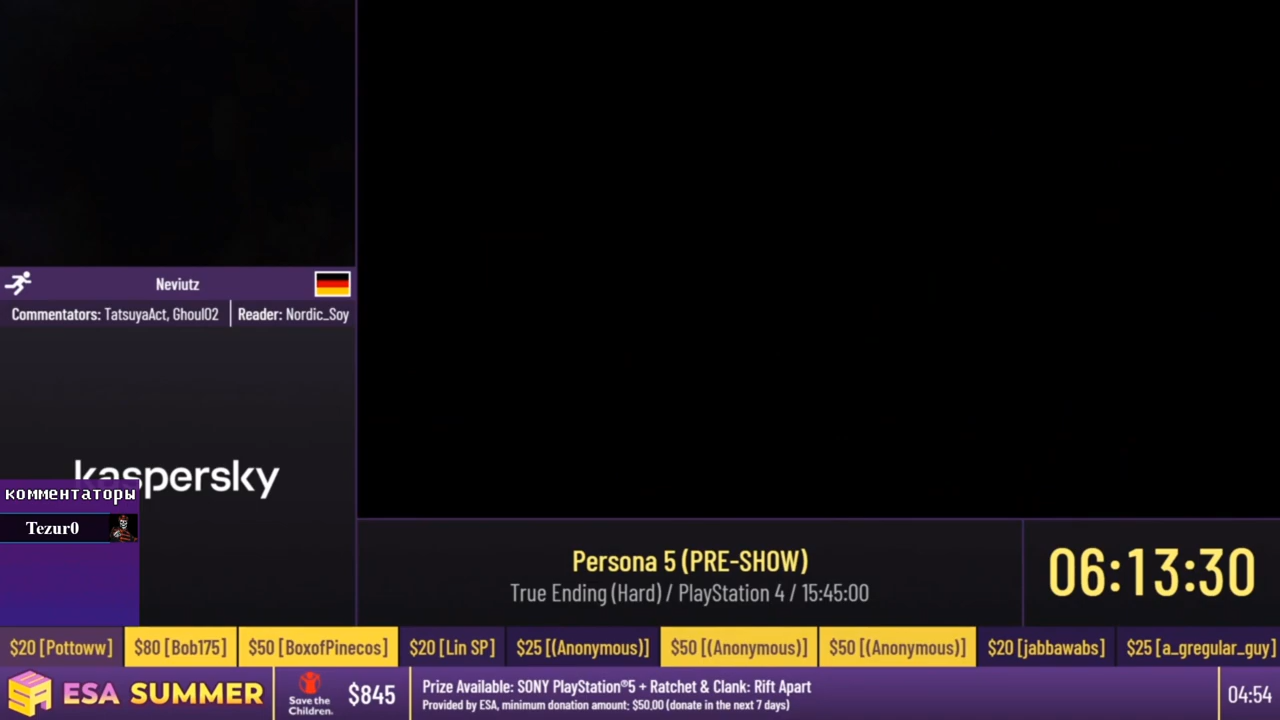 Neviutz
Commentators: TatsuyaAct, Ghoul02
Reader: Nordic_Soy
kaspersky
комментаторы
Tezur0
Persona 5 (PRE-SHOW)
True Ending (Hard) / PlayStation 4 / 15:45:00
06:13:30
$20 [Pottoww]
$80 [Bob175]
$50 [BoxofPinecos]
$20 [Lin SP]
$25 [(Anonymous)]
$50 [(Anonymous)]
$50 [(Anonymous)]
$20 [jabbawabs]
$25 [a_gregular_guy]
ESA SUMMER
Save the
Children.
$845
Prize Available: SONY PlayStation®5 + Ratchet & Clank: Rift Apart
Provided by ESA, minimum donation amount: $50,00 (donate in the next 7 days)
04:54